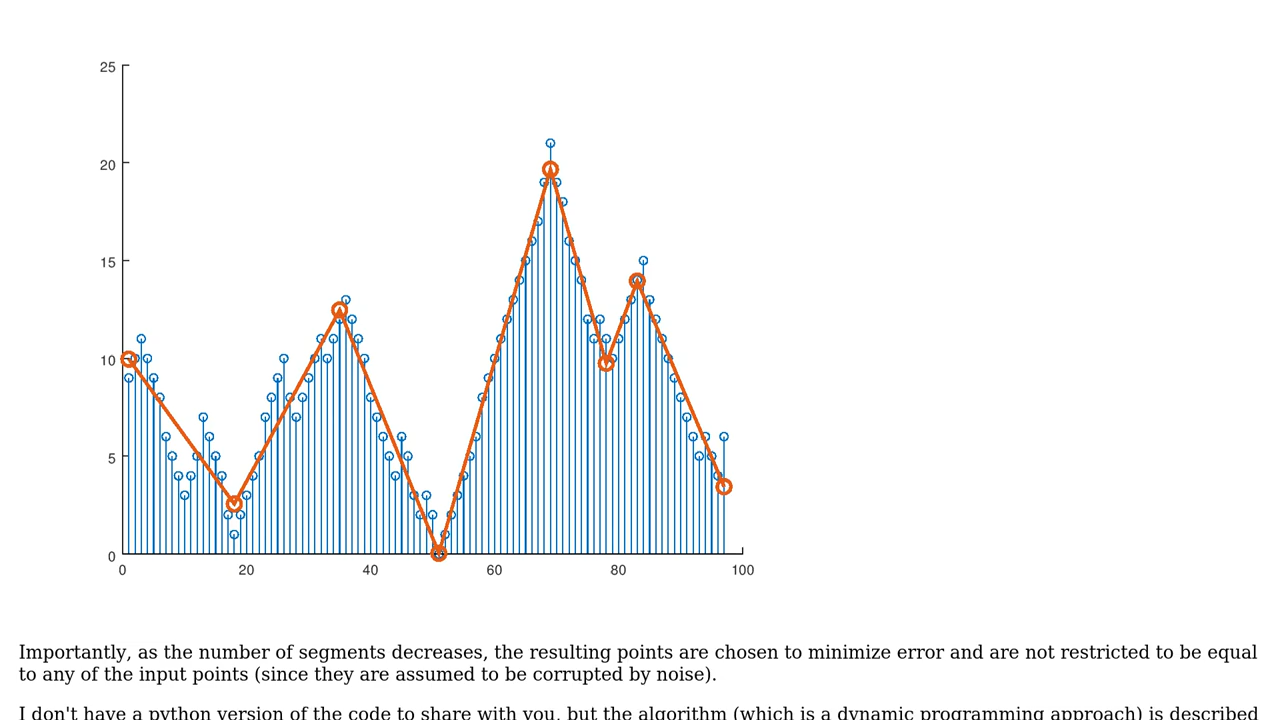 25
20
15
10
5
0
0 20 40 60 80 100
Importantly, as the number of segments decreases, the resulting points are chosen to minimize error and are not restricted to be equal
to any of the input points (since they are assumed to be corrupted by noise).
I don't have a python version of the code to share with you, but the algorithm (which is a dynamic programming approach) is described